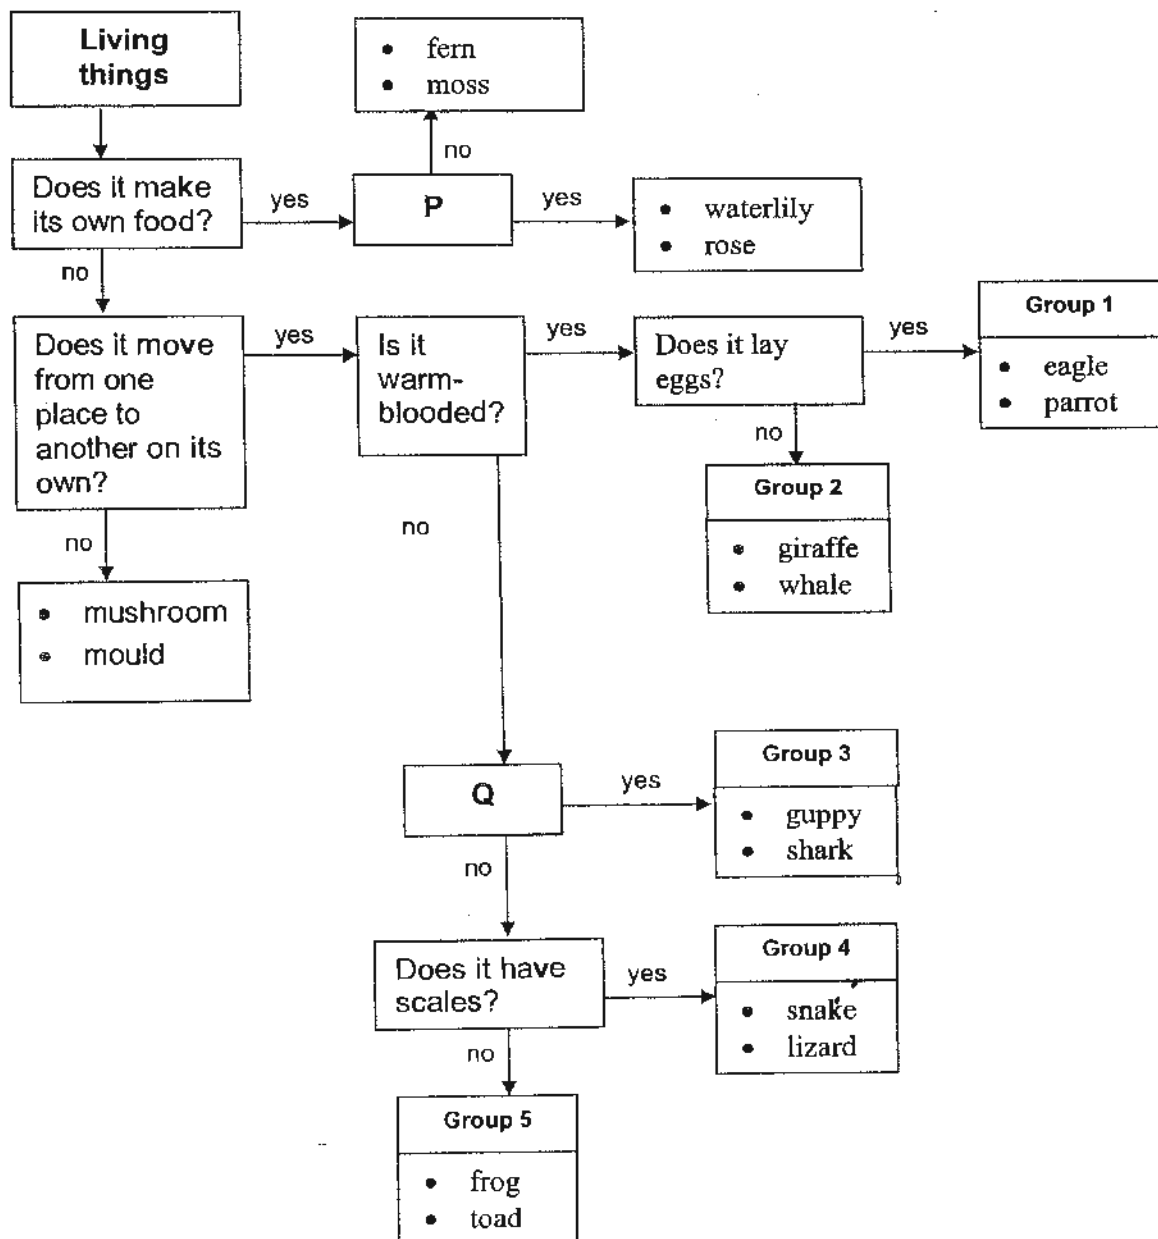 Living
things
• fern
• moss
no
Does it make
its own food?
yes
P
yes
• waterlily
• rose
no
Does it move
from one
place to
another on its
own?
yes
Is it
warm-
blooded?
yes
Does it lay
eggs?
yes
Group 1
• eagle
• parrot
no
Group 2
• giraffe
• whale
no
• mushroom
• mould
no
Q
yes
Group 3
• guppy
• shark
no
Does it have
scales?
yes
Group 4
• snake
• lizard
no
Group 5
• frog
• toad